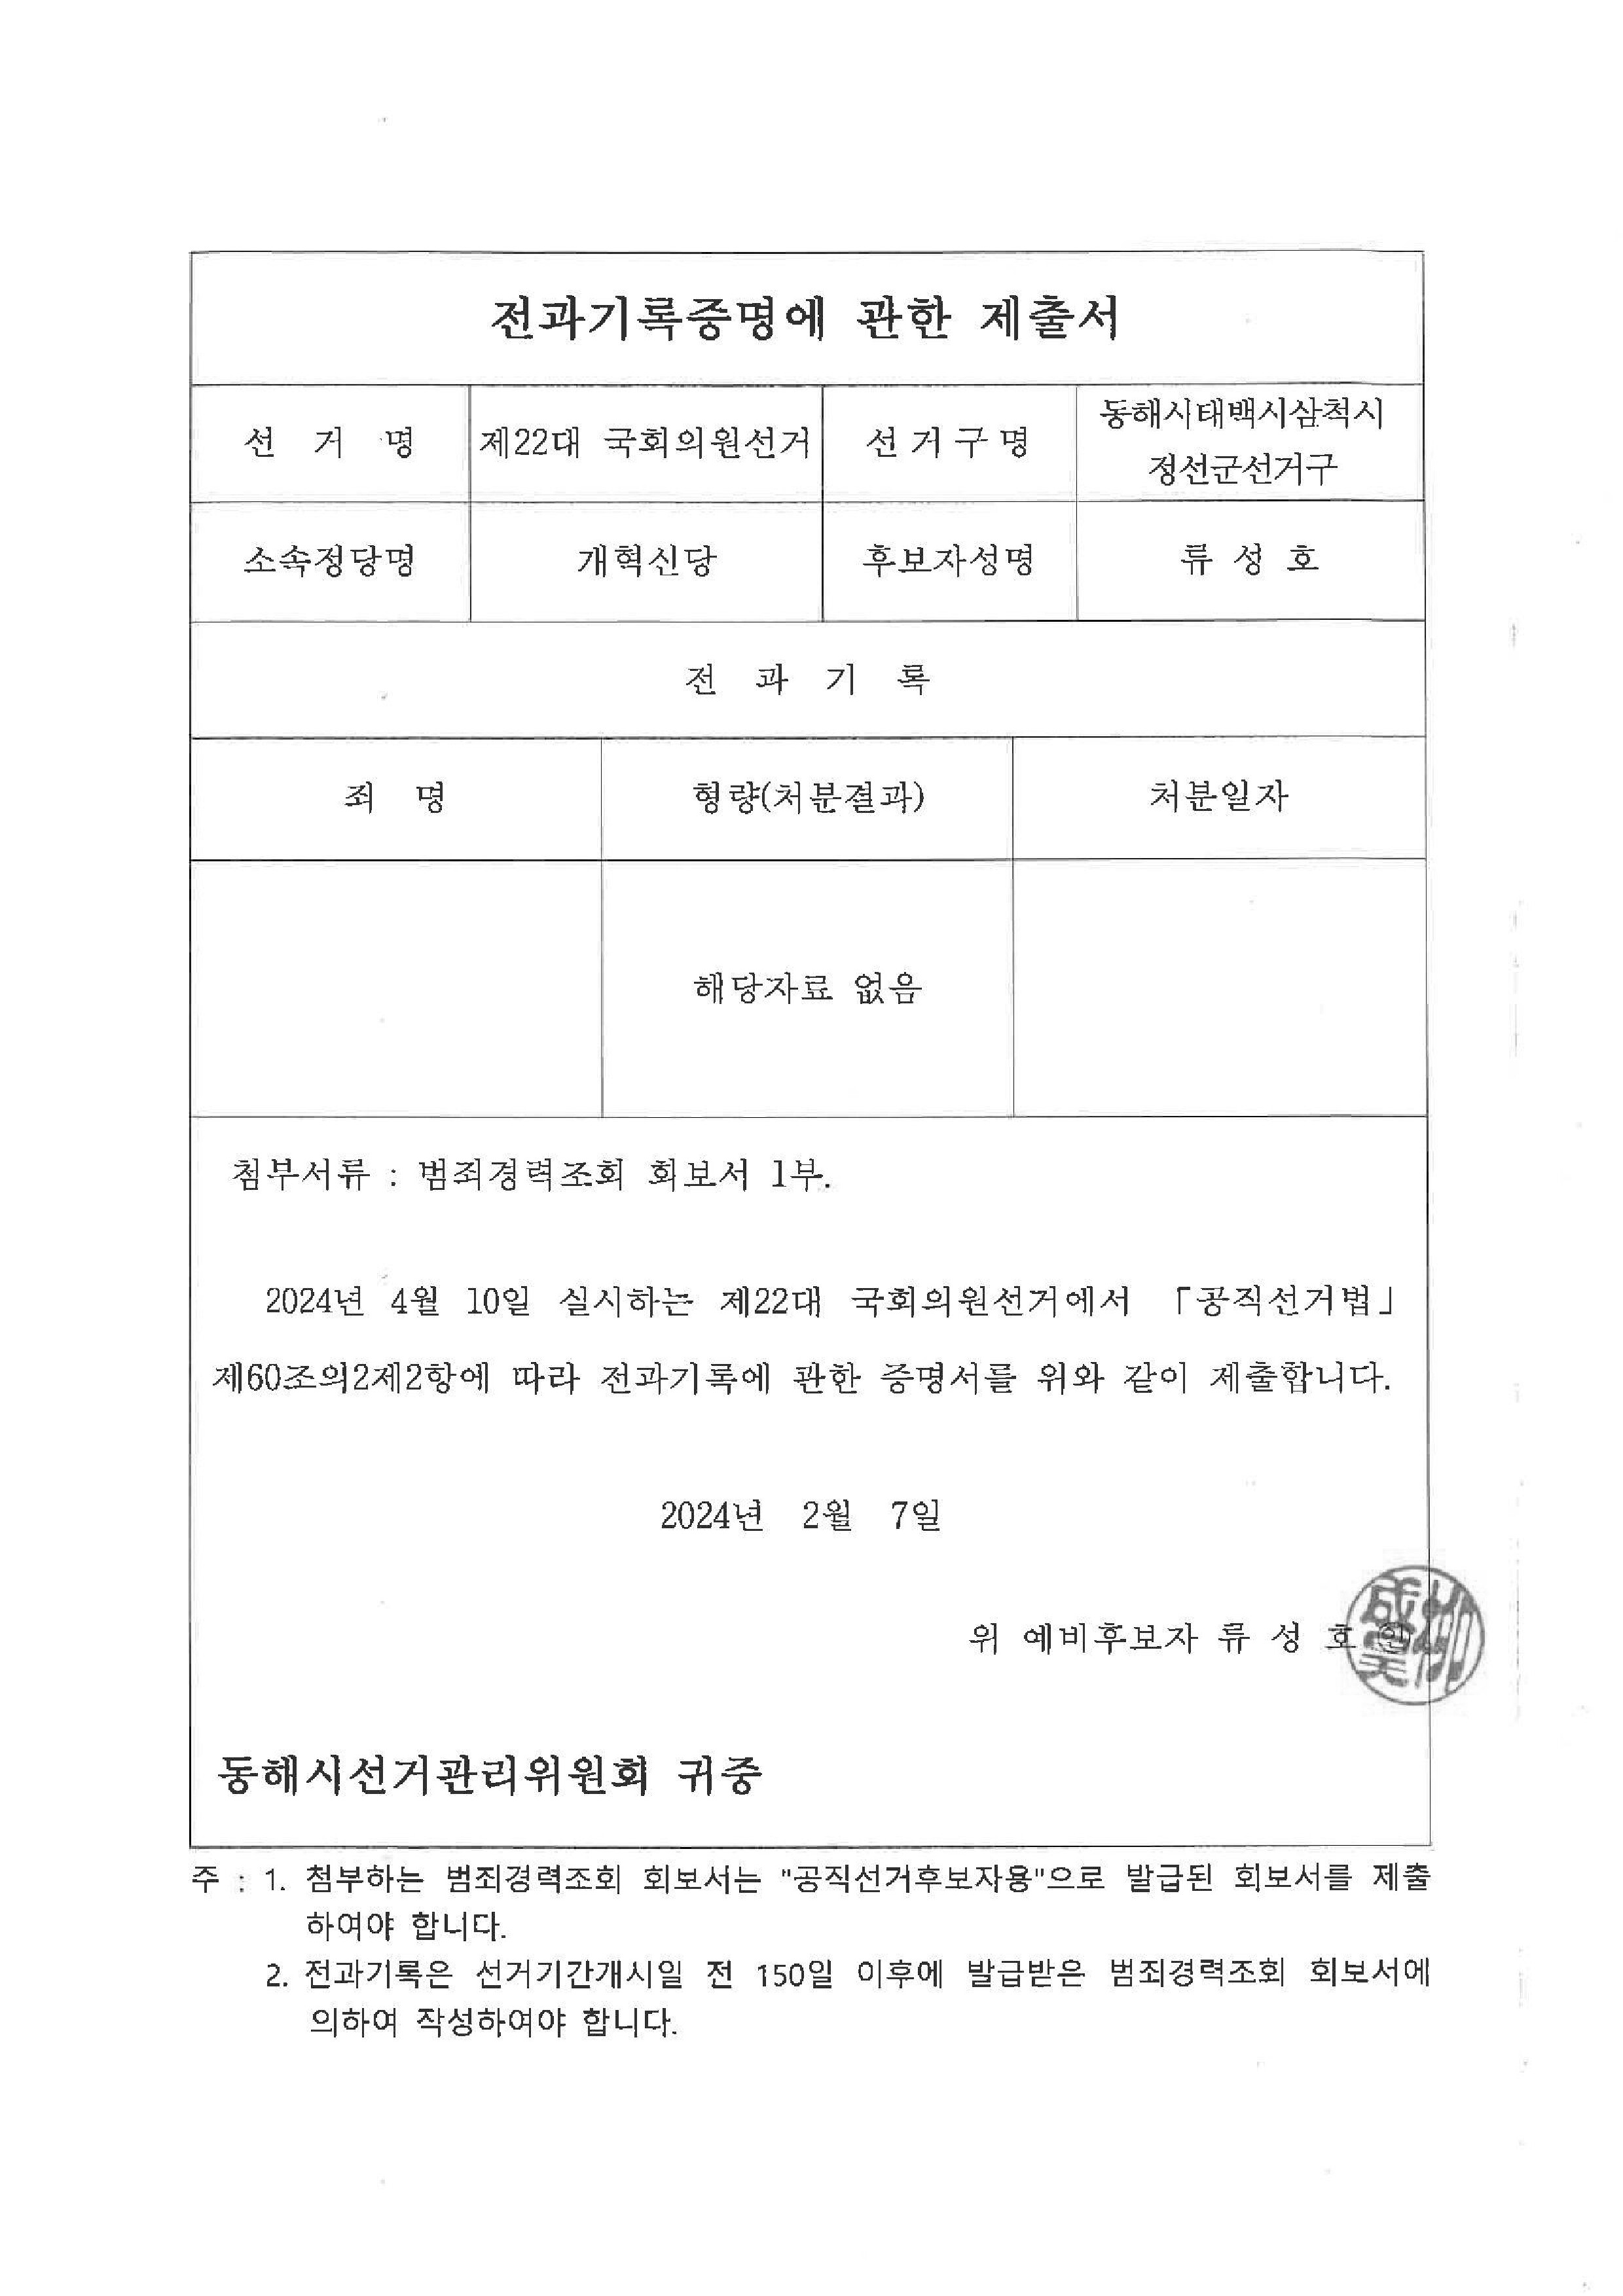 전과기록증명에 관한 제출서
선 거 명 제22대 국회의원선거 선거구명 동해시태백시삼척시
정선군선거구
소속정당명 개혁신당 후보자성명 류 성 호
전 과 기 록
죄 명 형량(처분결과) 처분일자
해당자료 없음
첨부서류 : 범죄경력조회 회보서 1부.
2024년 4월 10일 실시하는 제22대 국회의원선거에서 「공직선거법」
제60조의2제2항에 따라 전과기록에 관한 증명서를 위와 같이 제출합니다.
2024년 2월 7일
위 예비후보자 류 성 호 ㊞
동해시선거관리위원회 귀중
주 : 1. 첨부하는 범죄경력조회 회보서는 "공직선거후보자용"으로 발급된 회보서를 제출
하여야 합니다.
2. 전과기록은 선거기간개시일 전 150일 이후에 발급받은 범죄경력조회 회보서에
의하여 작성하여야 합니다.